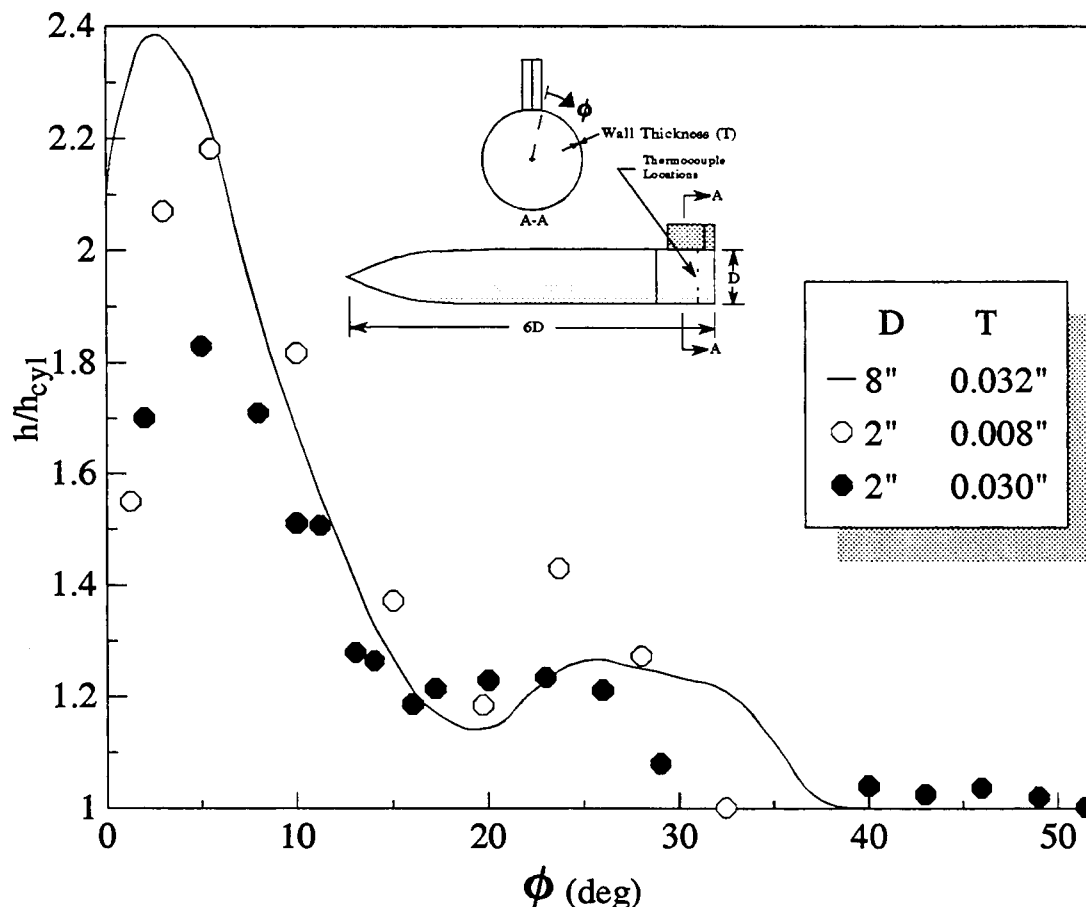 2.4
2.2
2
1.8
1.6
1.4
1.2
1
h/hcyl
0
10
20
30
40
50
ϕ (deg)
ϕ
Wall Thickness (T)
Thermocouple
Locations
A-A
A
D
6D
A
D T
8" 0.032"
2" 0.008"
2" 0.030"